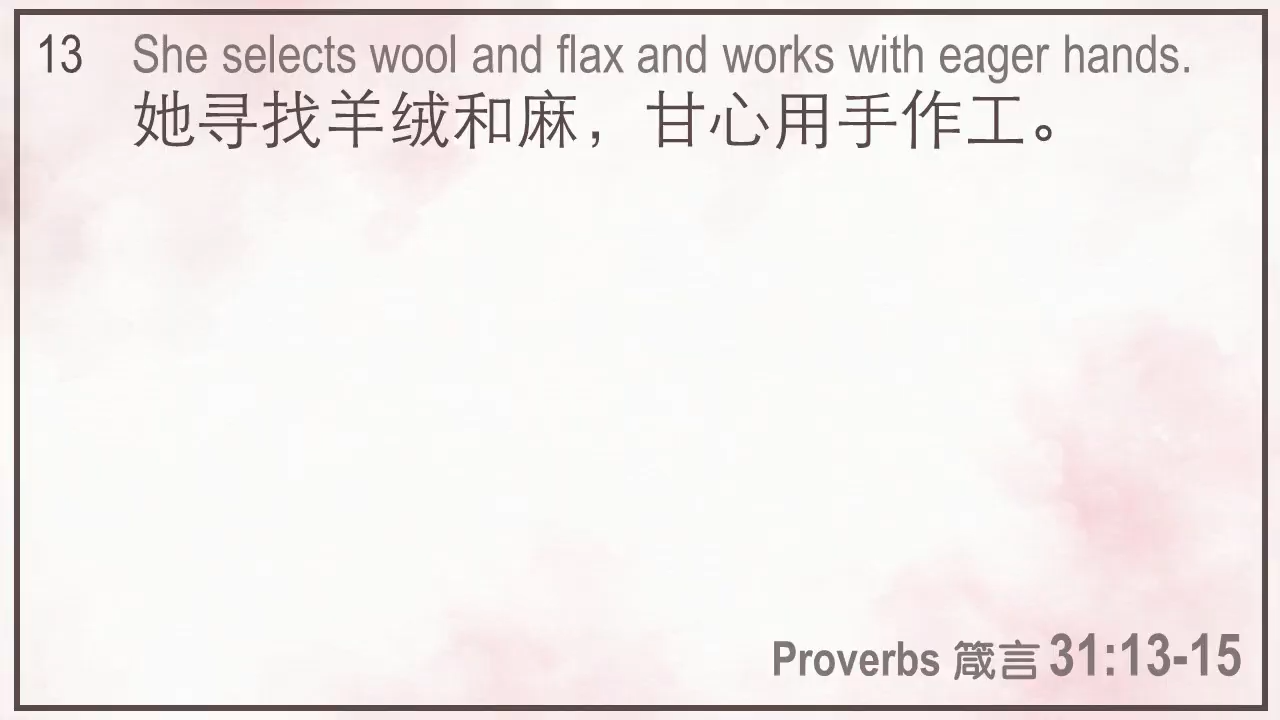 13 She selects wool and flax and works with eager hands.
她寻找羊绒和麻，甘心用手作工。
Proverbs 箴言 31:13-15